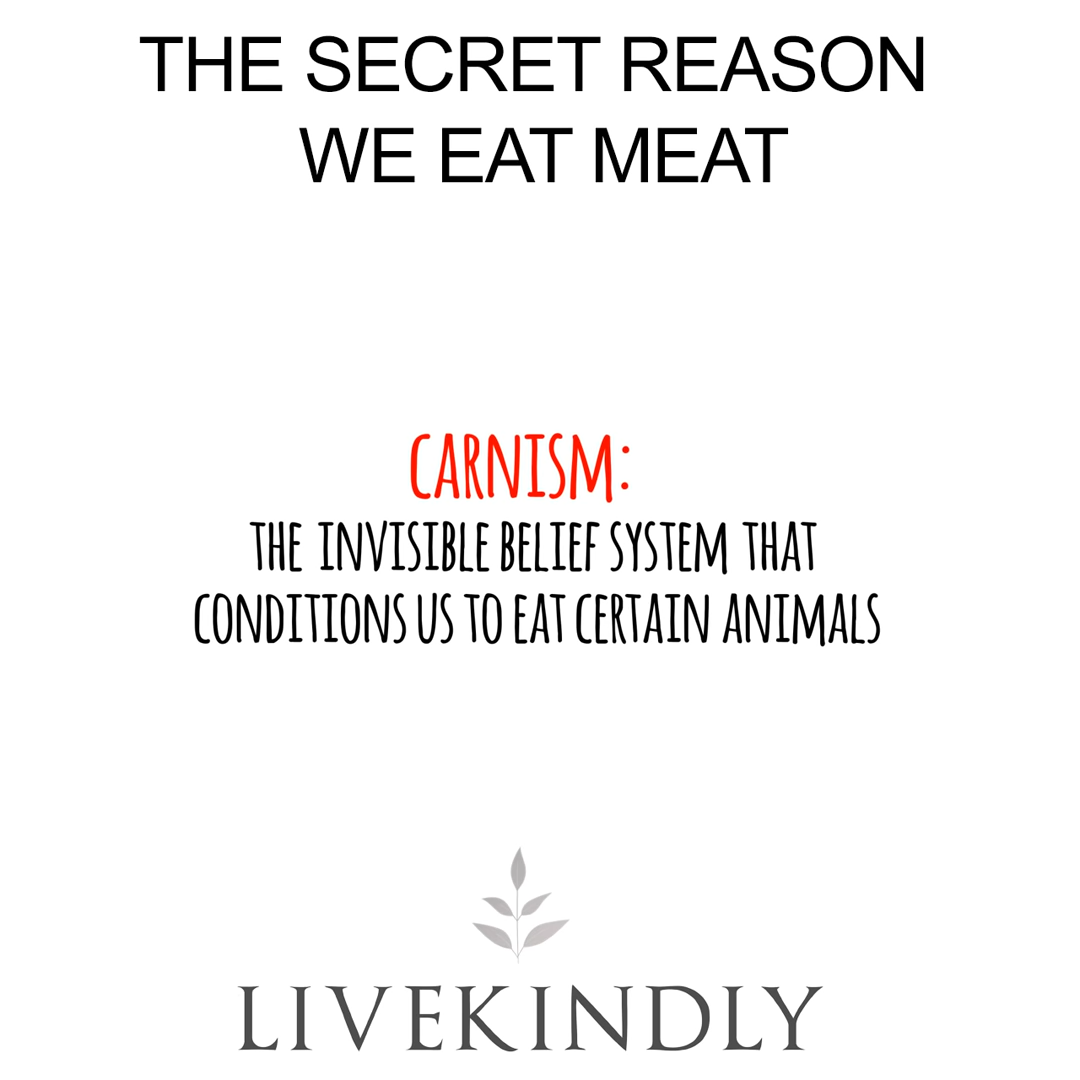 THE SECRET REASON
WE EAT MEAT
CARNISM:
THE INVISIBLE BELIEF SYSTEM THAT
CONDITIONS US TO EAT CERTAIN ANIMALS
LIVEKINDLY